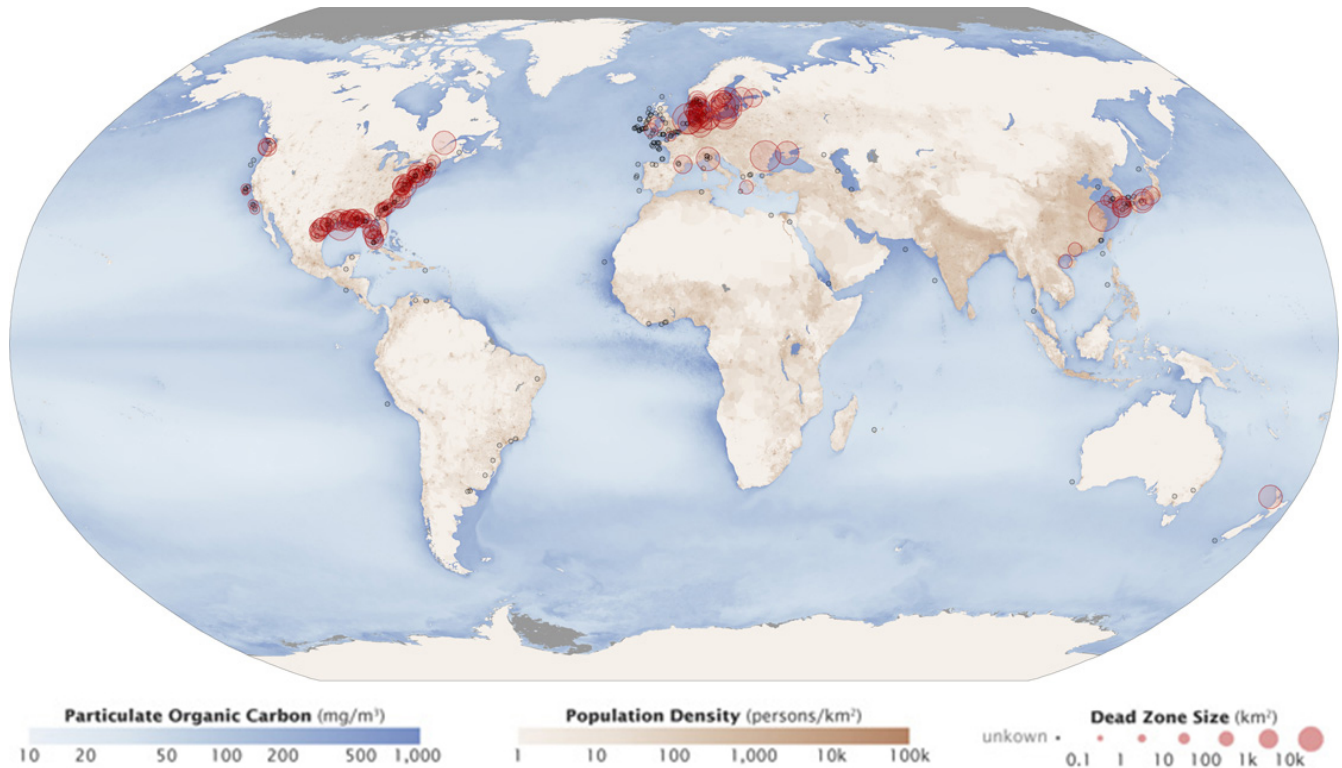 Particulate Organic Carbon (mg/m³)
10 20 50 100 200 500 1,000
Population Density (persons/km²)
1 10 100 1,000 10k 100k
Dead Zone Size (km²)
unkown
0.1 1 10 100 1k 10k